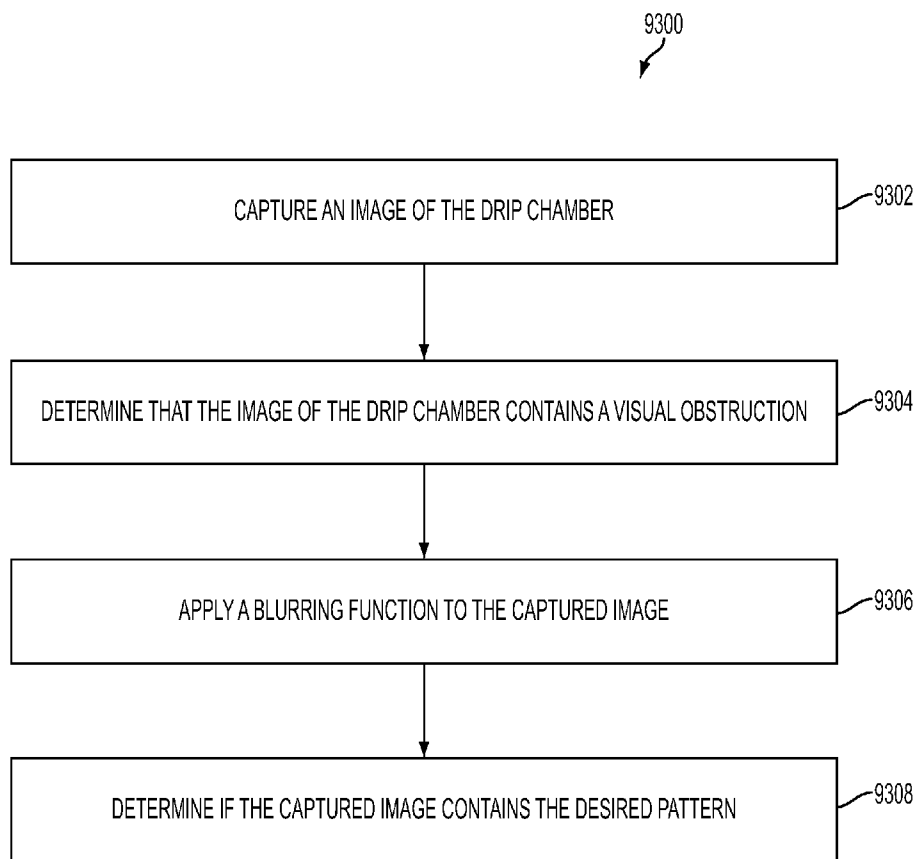 9300
CAPTURE AN IMAGE OF THE DRIP CHAMBER
9302
DETERMINE THAT THE IMAGE OF THE DRIP CHAMBER CONTAINS A VISUAL OBSTRUCTION
9304
APPLY A BLURRING FUNCTION TO THE CAPTURED IMAGE
9306
DETERMINE IF THE CAPTURED IMAGE CONTAINS THE DESIRED PATTERN
9308